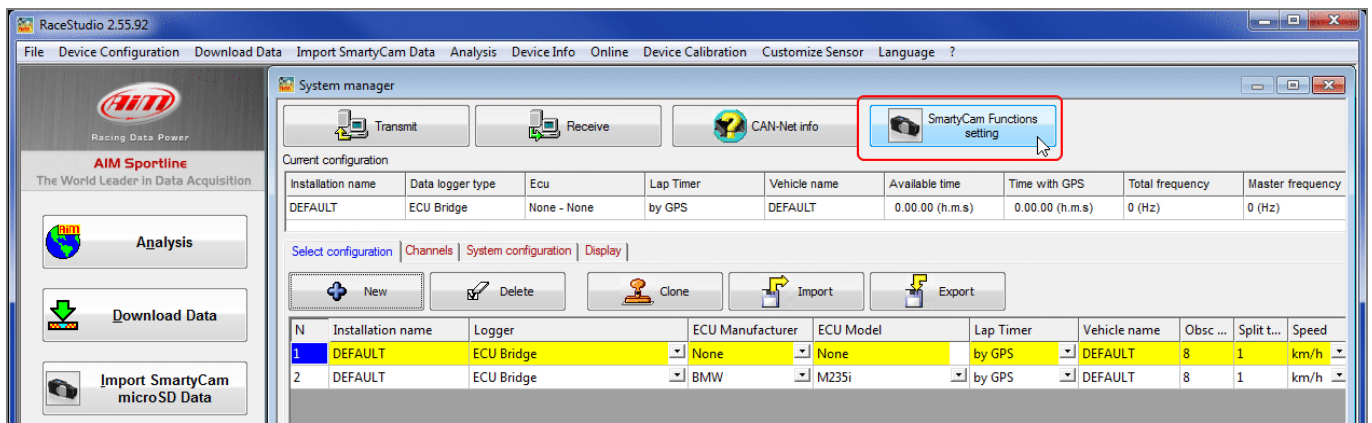 RaceStudio 2.55.92
File Device Configuration Download Data Import SmartyCam Data Analysis Device Info Online Device Calibration Customize Sensor Language ?
AiM
Racing Data Power
AIM Sportline
The World Leader in Data Acquisition
Aim
Analysis
Download Data
Import SmartyCam
microSD Data
System manager
Transmit Receive CAN-Net info SmartyCam Functions
setting
Current configuration
Installation name Data logger type Ecu Lap Timer Vehicle name Available time Time with GPS Total frequency Master frequency
DEFAULT ECU Bridge None - None by GPS DEFAULT 0.00.00 (h.m.s) 0.00.00 (h.m.s) 0 (Hz) 0 (Hz)
Select configuration Channels System configuration Display
New Delete Clone Import Export
N Installation name Logger ECU Manufacturer ECU Model Lap Timer Vehicle name Obsc ... Split t... Speed
1 DEFAULT ECU Bridge None None by GPS DEFAULT 8 1 km/h
2 DEFAULT ECU Bridge BMW M235i by GPS DEFAULT 8 1 km/h